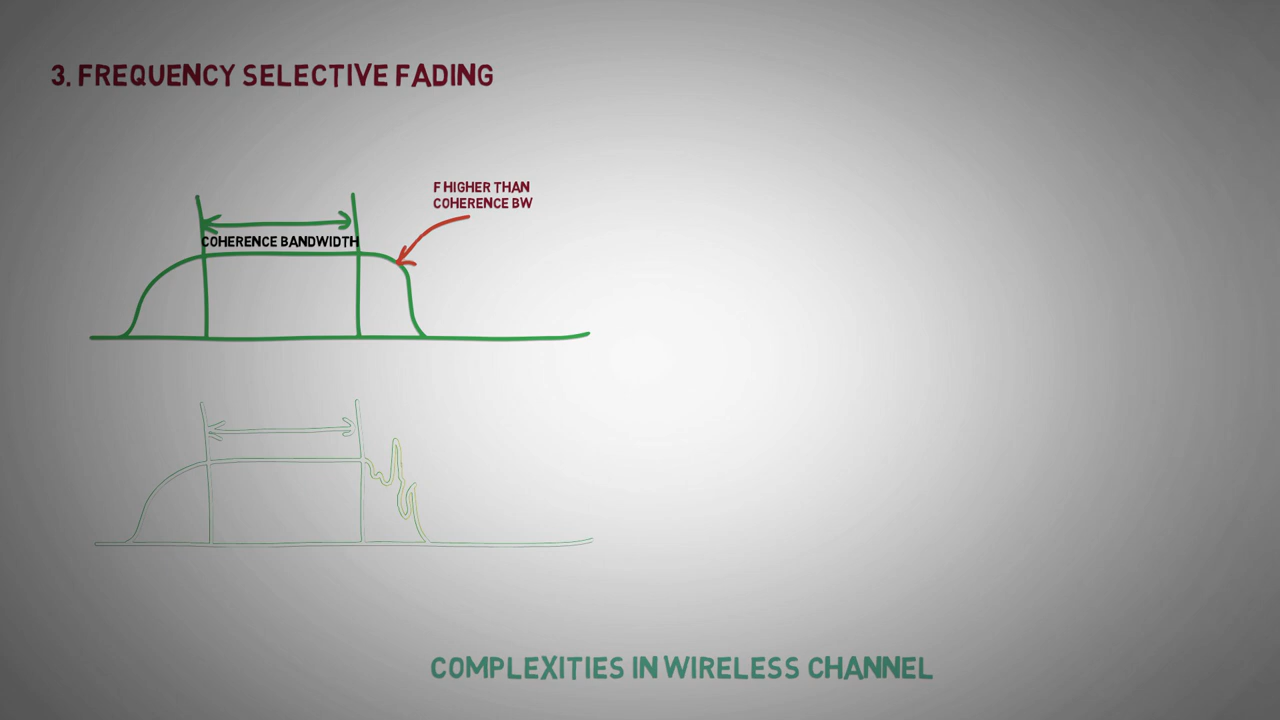 3. FREQUENCY SELECTIVE FADING
F HIGHER THAN
COHERENCE BW
COHERENCE BANDWIDTH
COMPLEXITIES IN WIRELESS CHANNEL